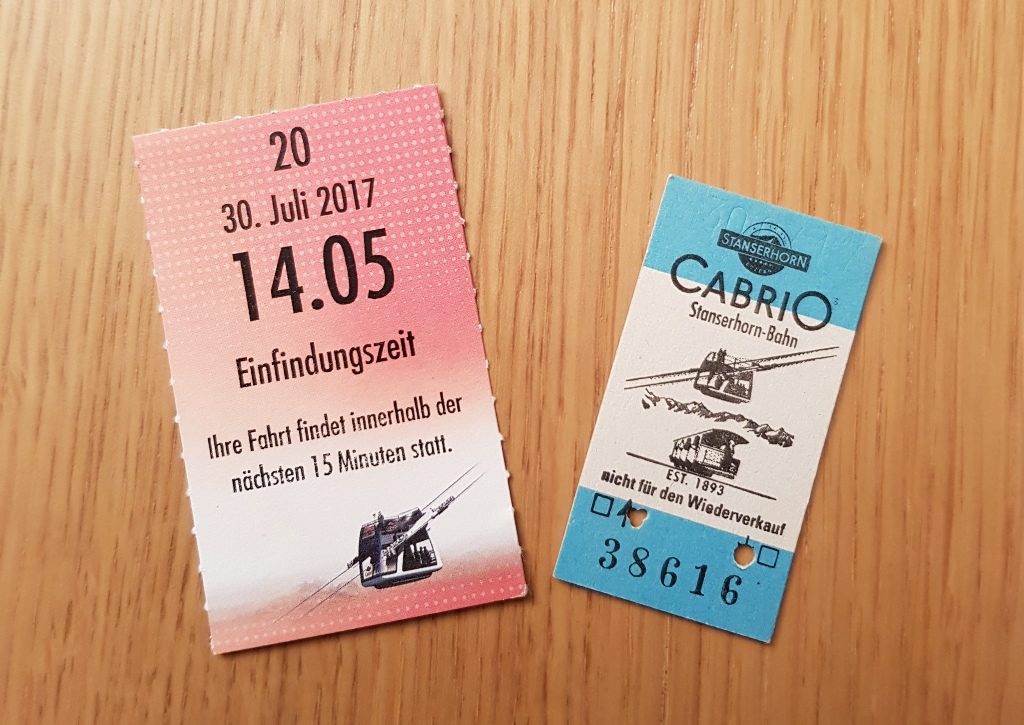 20
30. Juli 2017
14.05
Einfindungszeit
Ihre Fahrt findet innerhalb der
nächsten 15 Minuten statt.
STANSERHORN
CABRIO
Stanserhorn-Bahn
EST. 1893
nicht für den Wiederverkauf
38616